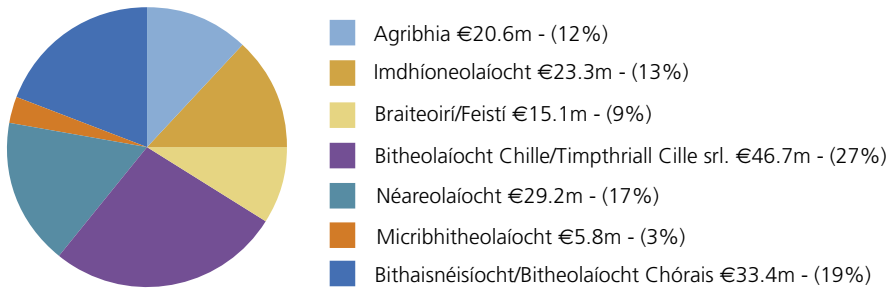 Agribhia €20.6m - (12%)
Imdhíoneolaíocht €23.3m - (13%)
Braiteoirí/Feistí €15.1m - (9%)
Bitheolaíocht Chille/Timpthriall Cille srl. €46.7m - (27%)
Néareolaíocht €29.2m - (17%)
Micribhitheolaíocht €5.8m - (3%)
Bithaisnéisíocht/Bitheolaíocht Chórais €33.4m - (19%)